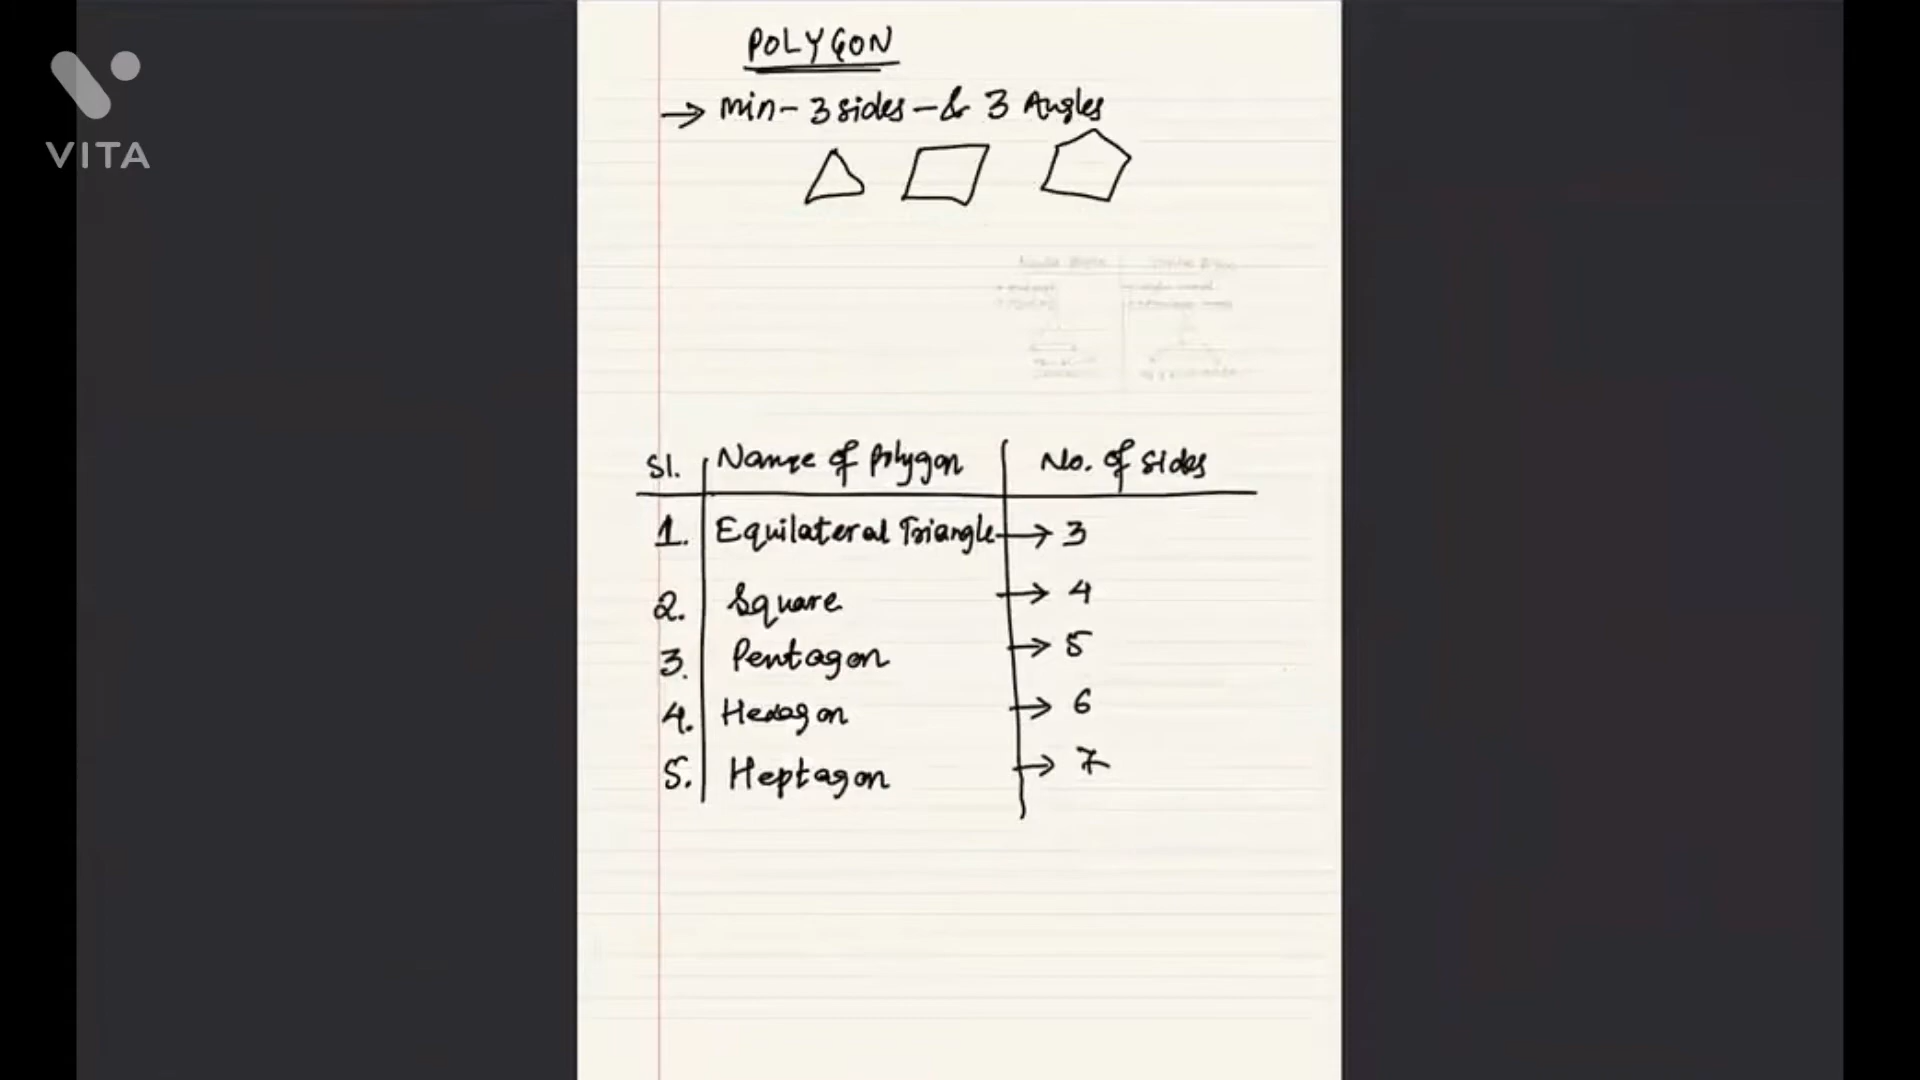 VITA
POLYGON
→ min - 3 sides - & 3 Angles
Sl. Name of polygon No. of sides
1. Equilateral Triangle → 3
2. Square → 4
3. Pentagon → 5
4. Hexagon → 6
5. Heptagon → 7